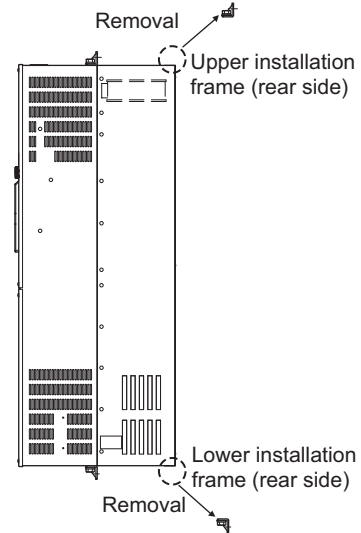 Removal
Upper installation
frame (rear side)
Lower installation
frame (rear side)
Removal